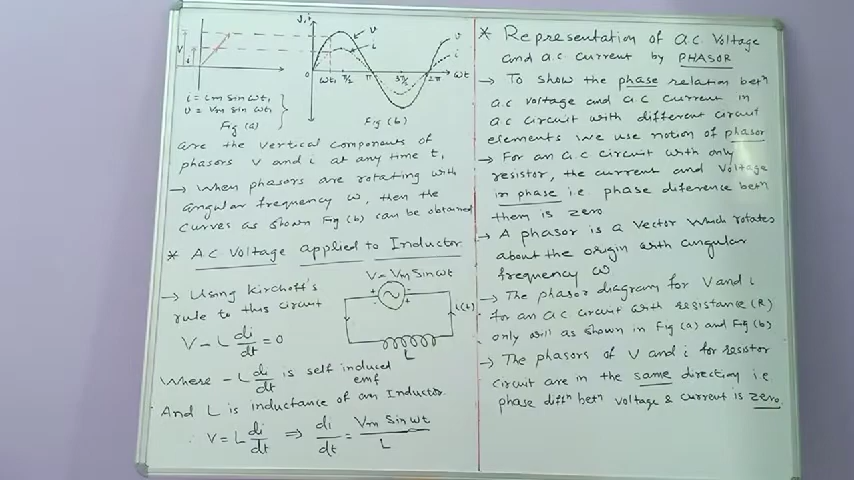 v,i
v
i
v
i
v
i
0
ωt₁
π/2
π
3π/2
2π
ωt
i = im sin ωt₁
v = vm sin ωt₁
Fig (a)
Fig (b)
are the vertical components of
phasors V and i at any time t₁
→ When phasors are rotating with
angular frequency ω, then the
curves as shown Fig (b) can be obtained
* AC Voltage applied to Inductor
→ Using Kirchoff's
rule to this circuit
V = Vm Sin ωt
+ -
- +
i(t)
L
V - L di/dt = 0
Where -L di/dt is self induced
emf
And L is inductance of an Inductor
∴ V = L di/dt ⇒ di/dt = Vm Sin ωt / L
* Representation of a.c. Voltage
and a.c. current by PHASOR
→ To show the phase relation betn
a.c voltage and a.c current in
ac circuit with different circuit
elements we use notion of phasor
→ For an a.c circuit with only
resistor, the current and voltage
in phase i.e. phase diference betn
them is zero
→ A phasor is a vector which rotates
about the origin with angular
frequency ω
→ The phasor diagram for V and i
for an a.c circuit with resistance (R)
only will as shown in Fig (a) and Fig (b)
→ The phasors of V and i for resistor
circuit are in the same direction i.e.
phase diffn betn voltage & current is zero